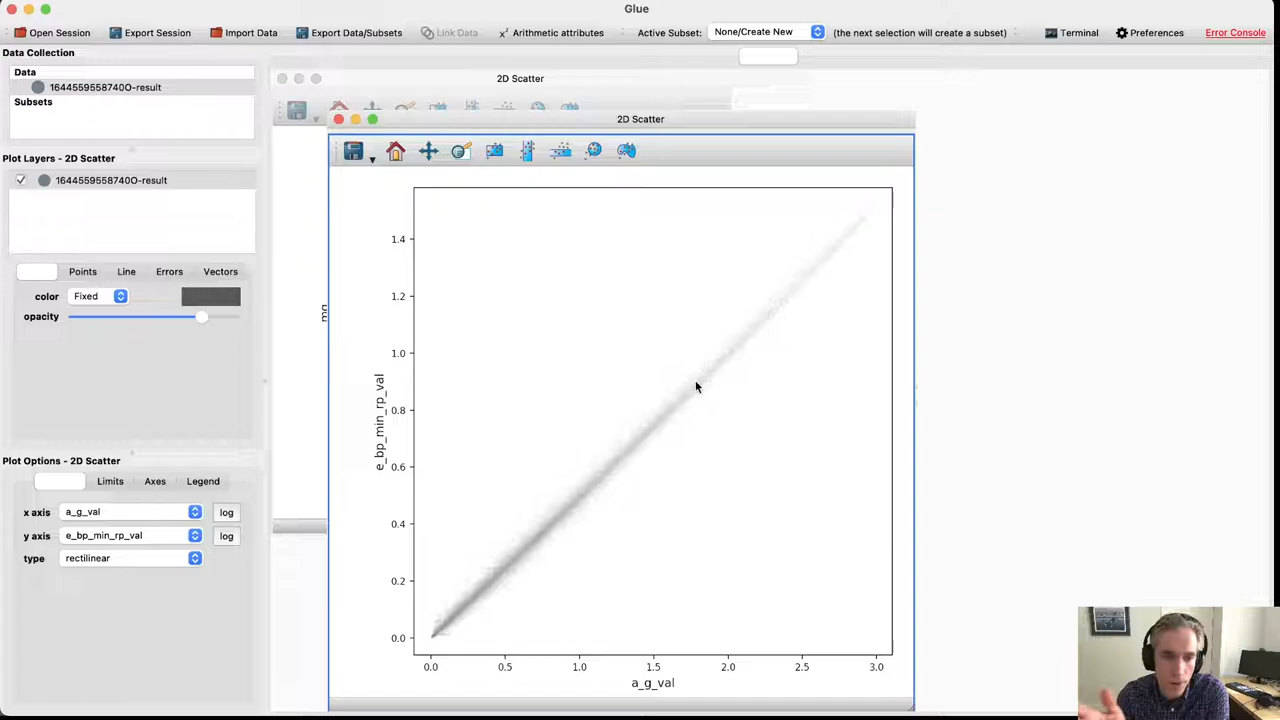 Glue
Open Session Export Session Import Data Export Data/Subsets Link Data Arithmetic attributes Active Subset: None/Create New (the next selection will create a subset) Terminal Preferences Error Console
Data Collection
Data
1644559558740O-result
Subsets
Plot Layers - 2D Scatter
1644559558740O-result
Points Line Errors Vectors
color Fixed
opacity
Plot Options - 2D Scatter
Limits Axes Legend
x axis a_g_val log
y axis e_bp_min_rp_val log
type rectilinear
2D Scatter
2D Scatter
e_bp_min_rp_val
1.4
1.2
1.0
0.8
0.6
0.4
0.2
0.0
0.0 0.5 1.0 1.5 2.0 2.5 3.0
a_g_val